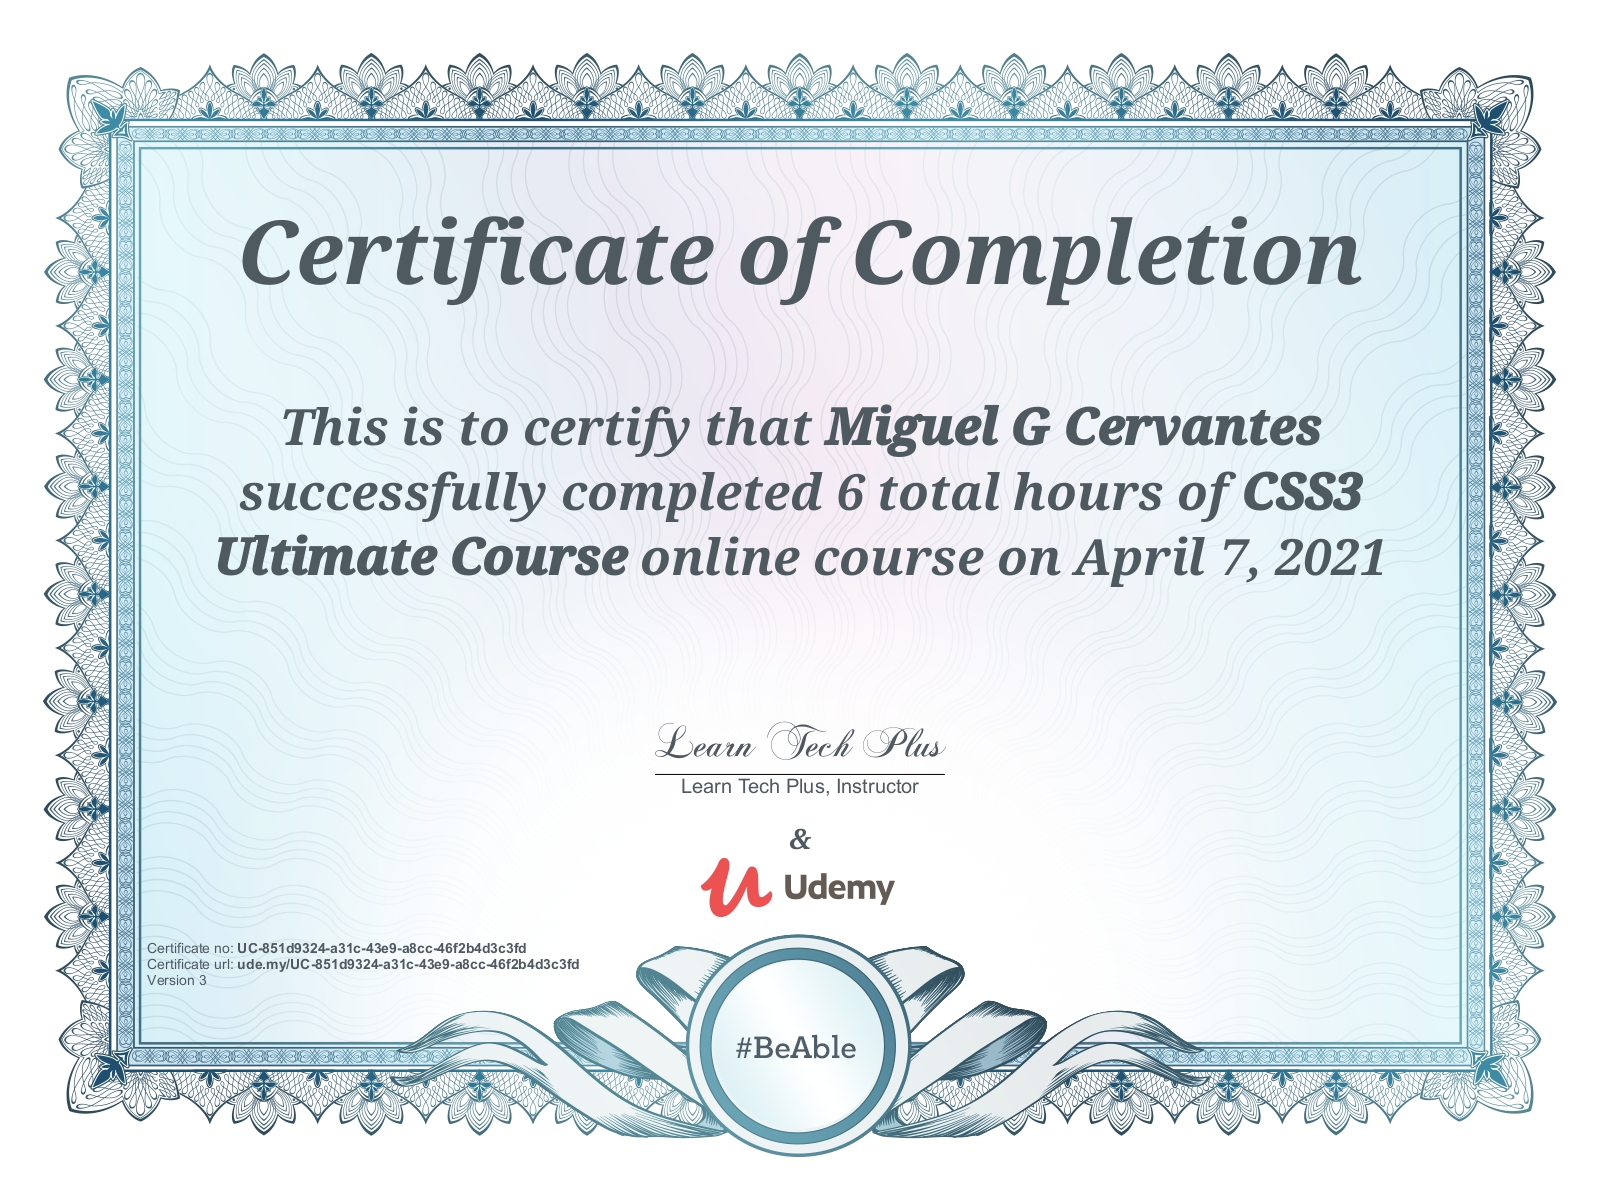 Certificate of Completion
This is to certify that Miguel G Cervantes
successfully completed 6 total hours of CSS3
Ultimate Course online course on April 7, 2021
Learn Tech Plus
Learn Tech Plus, Instructor
&
Udemy
Certificate no: UC-851d9324-a31c-43e9-a8cc-46f2b4d3c3fd
Certificate url: ude.my/UC-851d9324-a31c-43e9-a8cc-46f2b4d3c3fd
Version 3
#BeAble